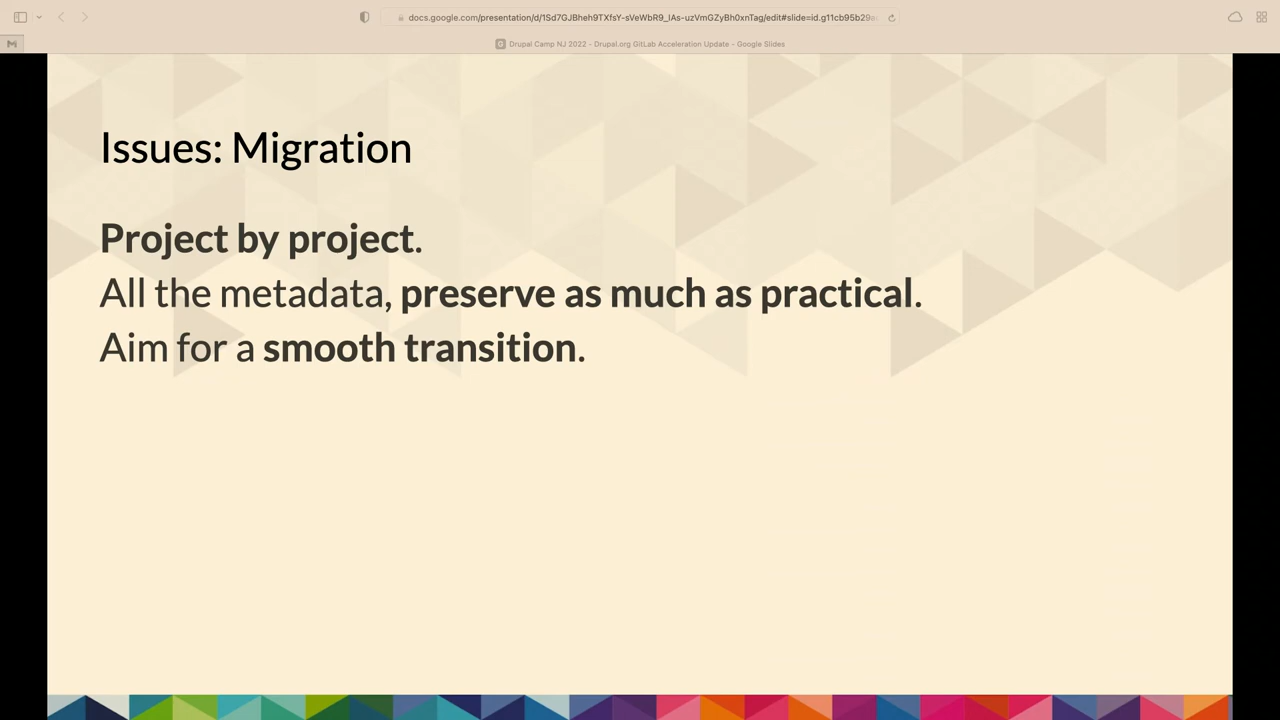 Drupal Camp NJ 2022 - Drupal.org GitLab Acceleration Update - Google Slides
Issues: Migration
Project by project.
All the metadata, preserve as much as practical.
Aim for a smooth transition.